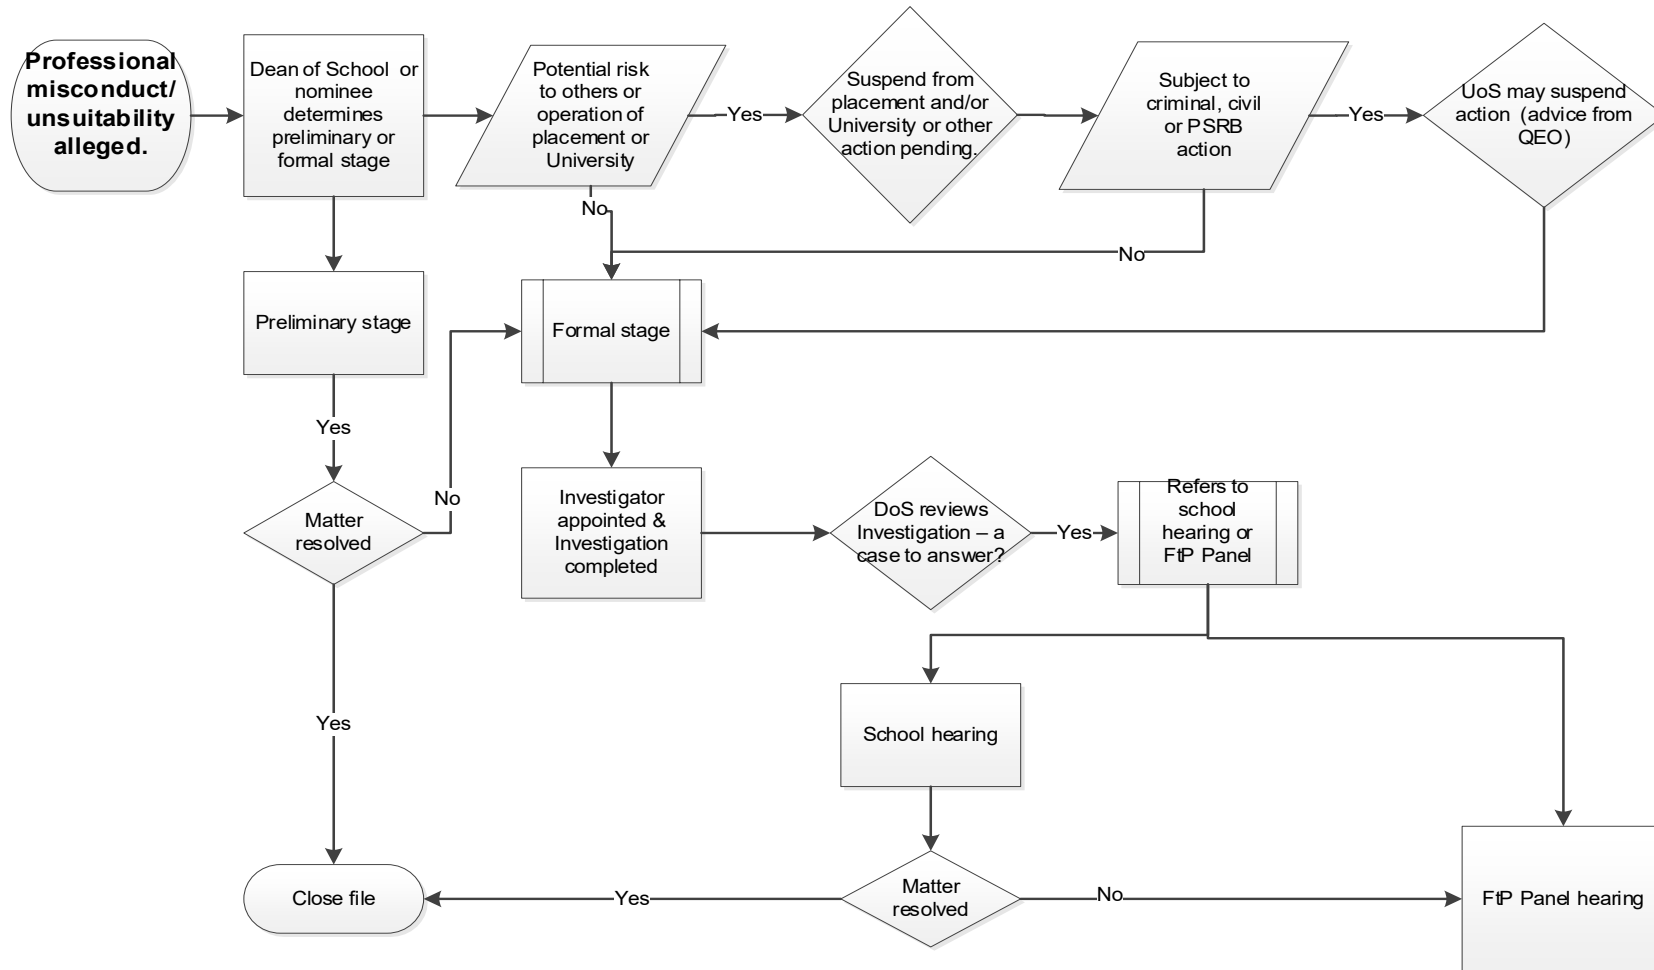 Professional
misconduct/
unsuitability
alleged.
Dean of School or
nominee
determines
preliminary or
formal stage
Potential risk
to others or
operation of
placement or
University
Yes
Suspend from
placement and/or
University or other
action pending.
Subject to
criminal, civil
or PSRB
action
Yes
UoS may suspend
action (advice from
QEO)
No
No
Preliminary stage
Formal stage
Yes
No
Matter
resolved
Investigator
appointed &
Investigation
completed
DoS reviews
Investigation – a
case to answer?
Yes
Refers to
school
hearing or
FtP Panel
Yes
School hearing
Close file
Yes
Matter
resolved
No
FtP Panel hearing